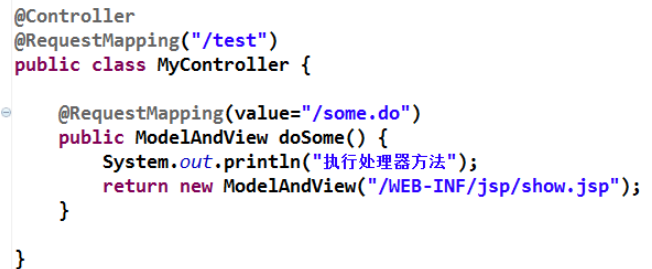 @Controller
@RequestMapping("/test")
public class MyController {
@RequestMapping(value="/some.do")
public ModelAndView doSome() {
System.out.println("执行处理器方法");
return new ModelAndView("/WEB-INF/jsp/show.jsp");
}
}